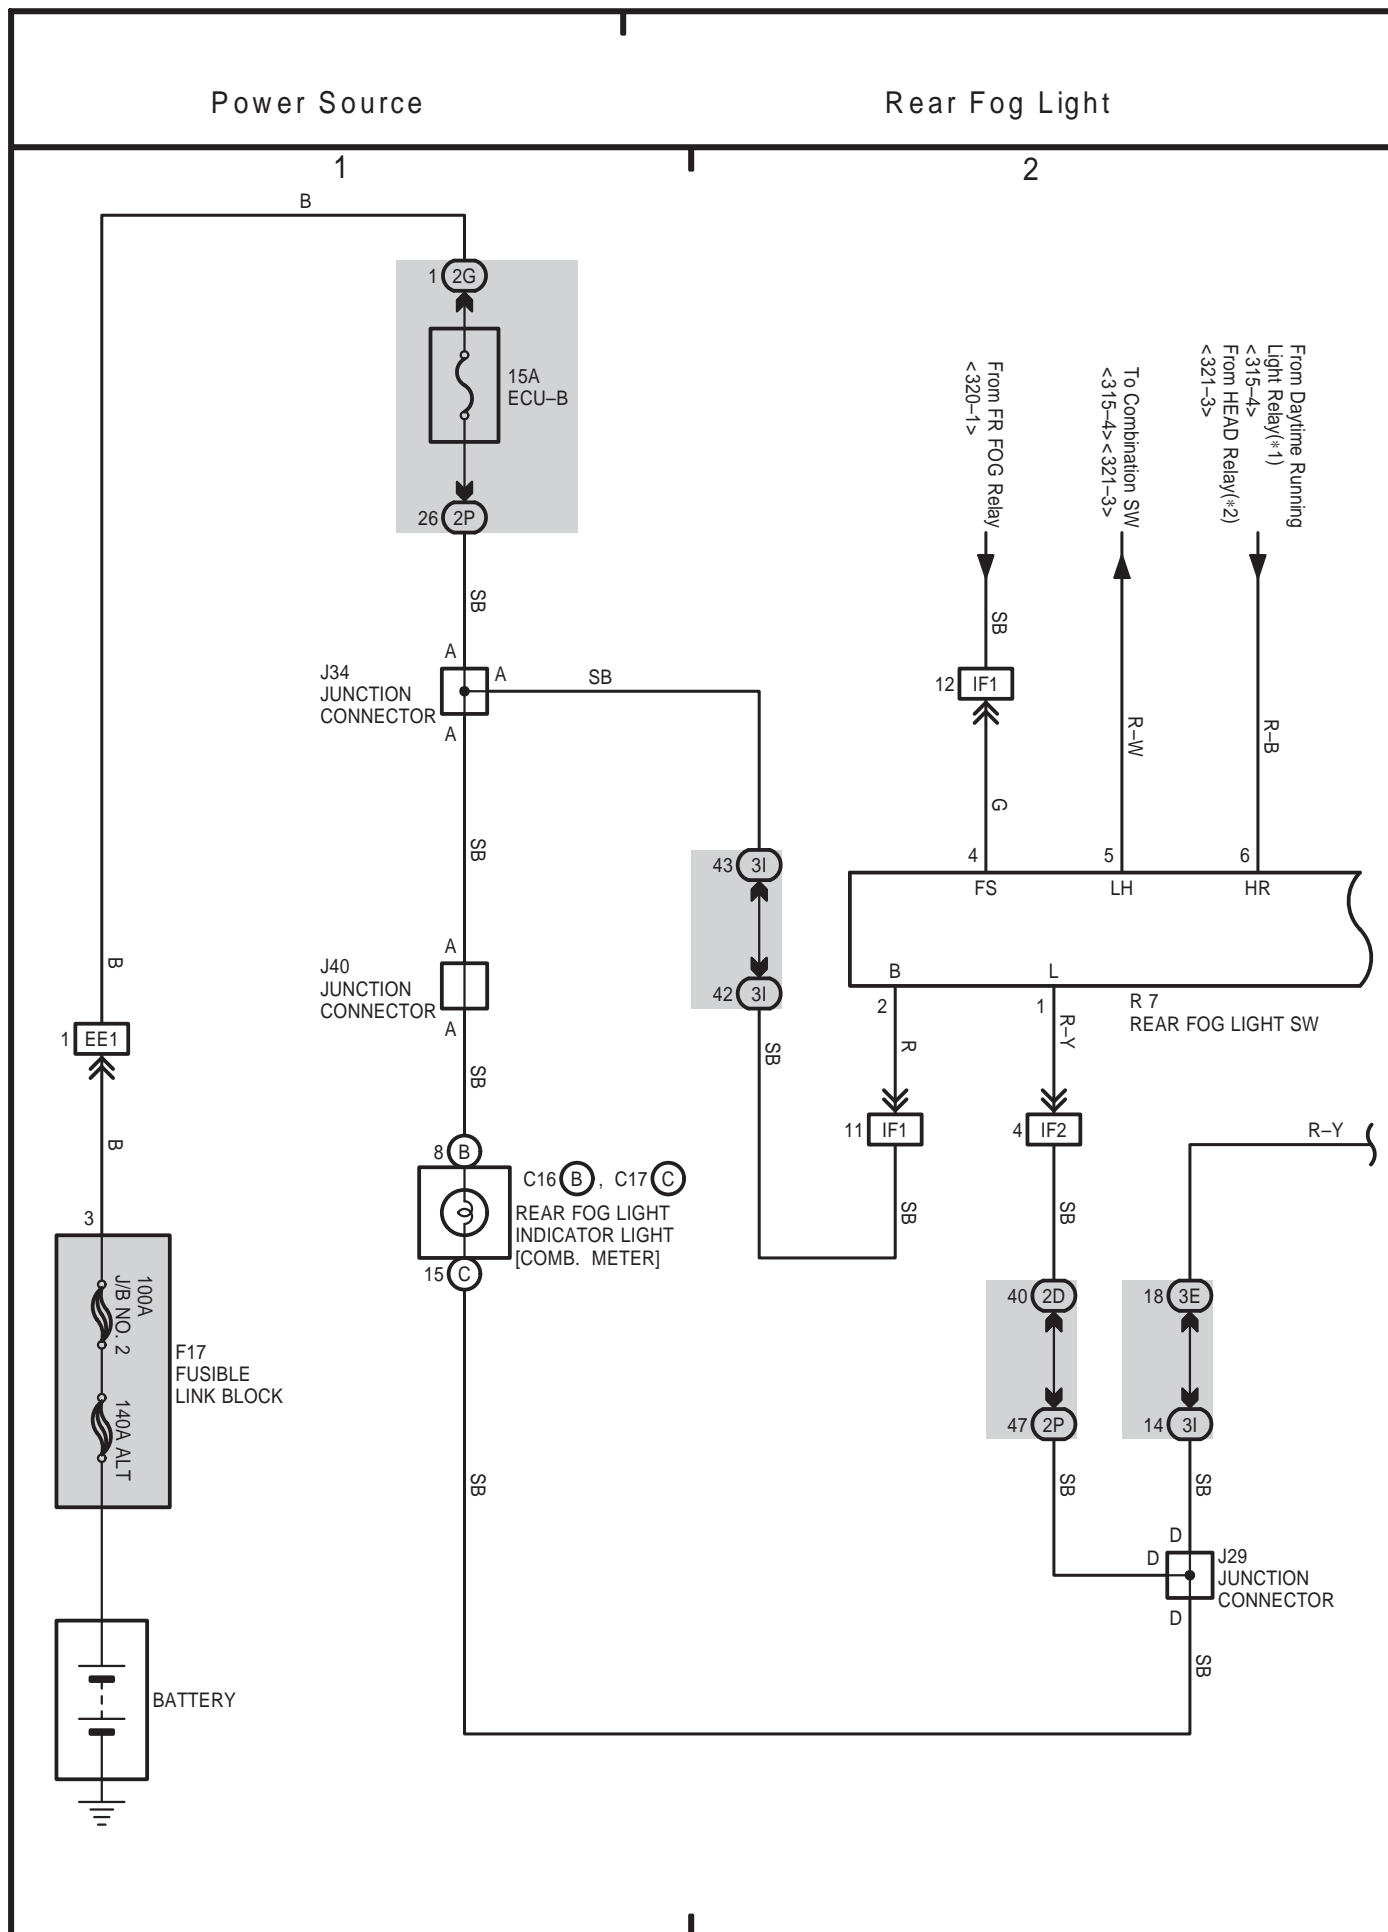 Power Source
Rear Fog Light
1
2
B
1 2G
15A
ECU–B
26 2P
SB
From FR FOG Relay
<320–1>
To Combination SW
<315–4><321–3>
From Daytime Running
Light Relay(*1)
<315–4>
From HEAD Relay(*2)
<321–3>
SB
12 IF1
G
R–W
R–B
A
J34
JUNCTION
CONNECTOR
A
SB
A
SB
43 3I
42 3I
SB
4
5
6
FS
LH
HR
B
L
2
1
R 7
REAR FOG LIGHT SW
R
R–Y
11 IF1
4 IF2
R–Y
SB
SB
A
J40
JUNCTION
CONNECTOR
A
SB
B
1 EE1
B
3
8 B
C16 B , C17 C
REAR FOG LIGHT
INDICATOR LIGHT
[COMB. METER]
15 C
SB
100A
J/B NO. 2
140A ALT
F17
FUSIBLE
LINK BLOCK
40 2D
47 2P
SB
18 3E
14 3I
SB
D
D
J29
JUNCTION
CONNECTOR
D
SB
BATTERY